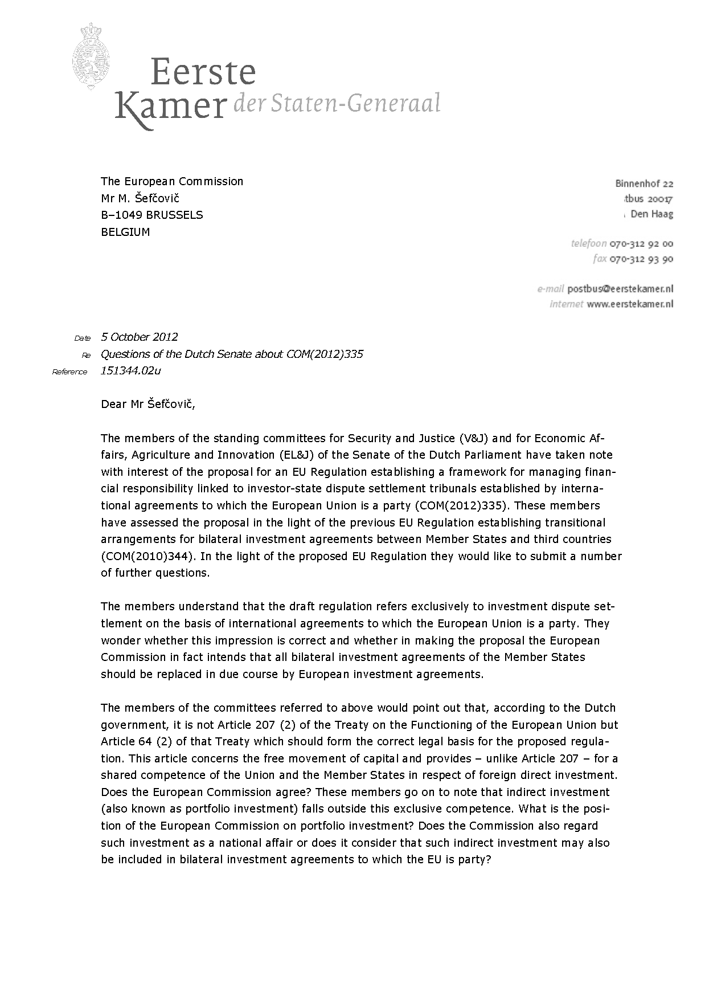 Eerste
Kamer der Staten-Generaal
The European Commission
Mr M. Šefčovič
B–1049 BRUSSELS
BELGIUM
Binnenhof 22
tbus 20017
Den Haag
telefoon 070-312 92 00
fax 070-312 93 90
e-mail postbus@eerstekamer.nl
internet www.eerstekamer.nl
Date 5 October 2012
Re Questions of the Dutch Senate about COM(2012)335
Reference 151344.02u
Dear Mr Šefčovič,
The members of the standing committees for Security and Justice (V&J) and for Economic Af-
fairs, Agriculture and Innovation (EL&J) of the Senate of the Dutch Parliament have taken note
with interest of the proposal for an EU Regulation establishing a framework for managing finan-
cial responsibility linked to investor-state dispute settlement tribunals established by interna-
tional agreements to which the European Union is a party (COM(2012)335). These members
have assessed the proposal in the light of the previous EU Regulation establishing transitional
arrangements for bilateral investment agreements between Member States and third countries
(COM(2010)344). In the light of the proposed EU Regulation they would like to submit a number
of further questions.
The members understand that the draft regulation refers exclusively to investment dispute set-
tlement on the basis of international agreements to which the European Union is a party. They
wonder whether this impression is correct and whether in making the proposal the European
Commission in fact intends that all bilateral investment agreements of the Member States
should be replaced in due course by European investment agreements.
The members of the committees referred to above would point out that, according to the Dutch
government, it is not Article 207 (2) of the Treaty on the Functioning of the European Union but
Article 64 (2) of that Treaty which should form the correct legal basis for the proposed regula-
tion. This article concerns the free movement of capital and provides – unlike Article 207 – for a
shared competence of the Union and the Member States in respect of foreign direct investment.
Does the European Commission agree? These members go on to note that indirect investment
(also known as portfolio investment) falls outside this exclusive competence. What is the posi-
tion of the European Commission on portfolio investment? Does the Commission also regard
such investment as a national affair or does it consider that such indirect investment may also
be included in bilateral investment agreements to which the EU is party?